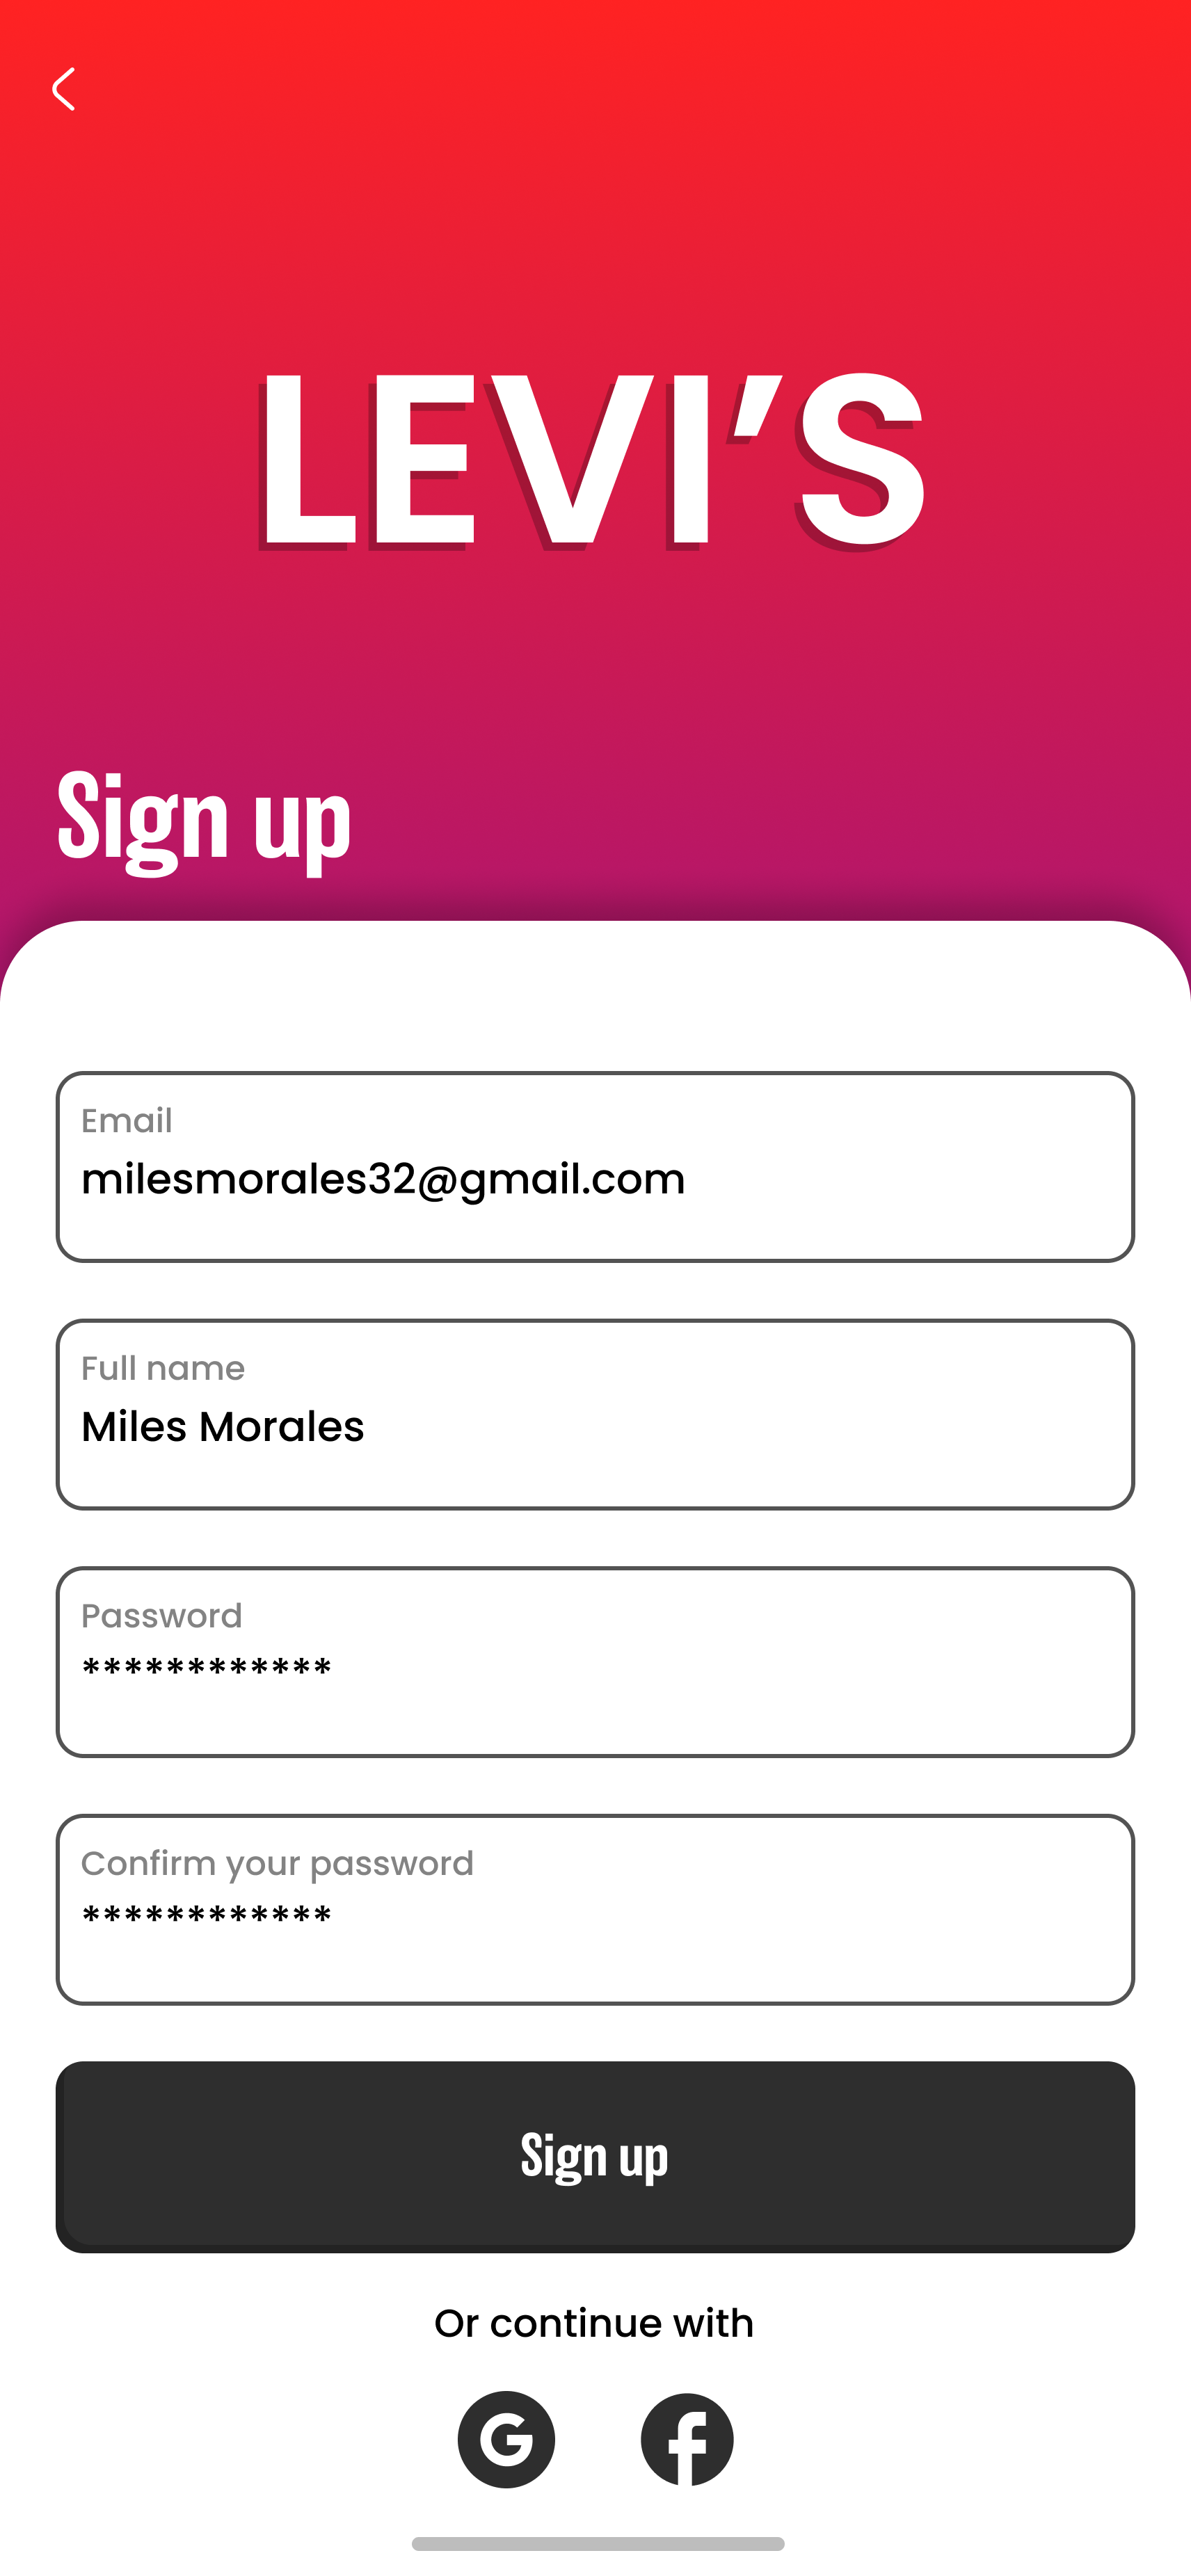 LEVI’S
Sign up
Email
milesmorales32@gmail.com
Full name
Miles Morales
Password
************
Confirm your password
************
Sign up
Or continue with